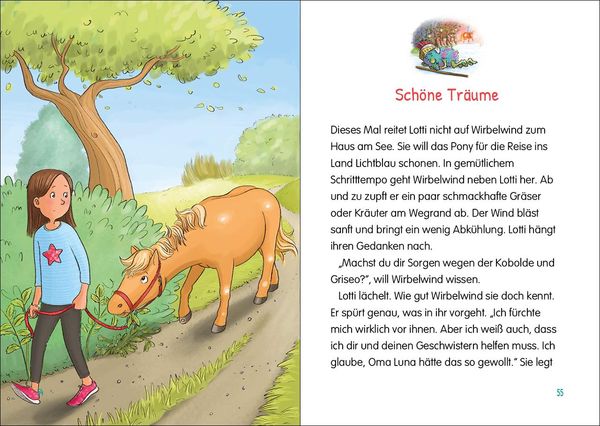 Schöne Träume
Dieses Mal reitet Lotti nicht auf Wirbelwind zum
Haus am See. Sie will das Pony für die Reise ins
Land Lichtblau schonen. In gemütlichem
Schritttempo geht Wirbelwind neben Lotti her. Ab
und zu zupft er ein paar schmackhafte Gräser
oder Kräuter am Wegrand ab. Der Wind bläst
sanft und bringt ein wenig Abkühlung. Lotti hängt
ihren Gedanken nach.
„Machst du dir Sorgen wegen der Kobolde und
Griseo?“, will Wirbelwind wissen.
Lotti lächelt. Wie gut Wirbelwind sie doch kennt.
Er spürt genau, was in ihr vorgeht. „Ich fürchte
mich wirklich vor ihnen. Aber ich weiß auch, dass
ich dir und deinen Geschwistern helfen muss. Ich
glaube, Oma Luna hätte das so gewollt.“ Sie legt
55